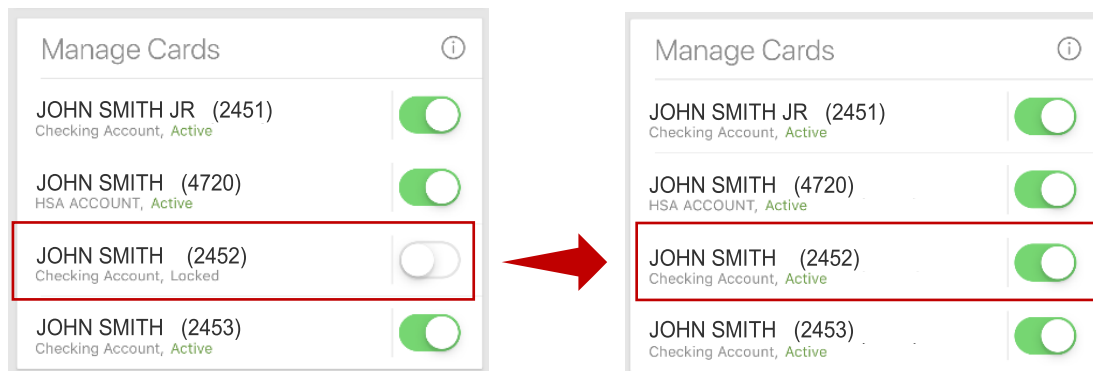 Manage Cards
JOHN SMITH JR (2451)
Checking Account, Active
JOHN SMITH (4720)
HSA ACCOUNT, Active
JOHN SMITH (2452)
Checking Account, Locked
JOHN SMITH (2453)
Checking Account, Active
Manage Cards
JOHN SMITH JR (2451)
Checking Account, Active
JOHN SMITH (4720)
HSA ACCOUNT, Active
JOHN SMITH (2452)
Checking Account, Active
JOHN SMITH (2453)
Checking Account, Active